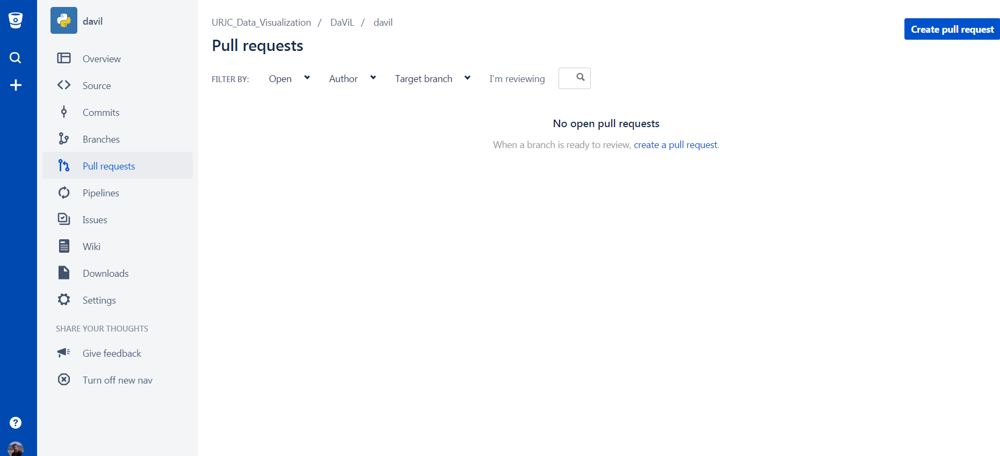 davil
Overview
Source
Commits
Branches
Pull requests
Pipelines
Issues
Wiki
Downloads
Settings
SHARE YOUR THOUGHTS
Give feedback
Turn off new nav
URJC_Data_Visualization / DaViL / davil
Pull requests
Create pull request
FILTER BY: Open Author Target branch I'm reviewing
No open pull requests
When a branch is ready to review, create a pull request.